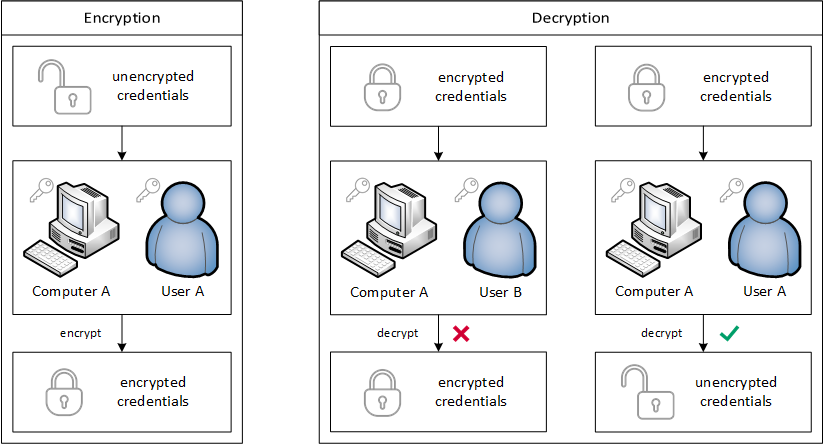 Encryption
unencrypted
credentials
Computer A
User A
encrypt
encrypted
credentials
Decryption
encrypted
credentials
Computer A
User B
decrypt
encrypted
credentials
encrypted
credentials
Computer A
User A
decrypt
unencrypted
credentials